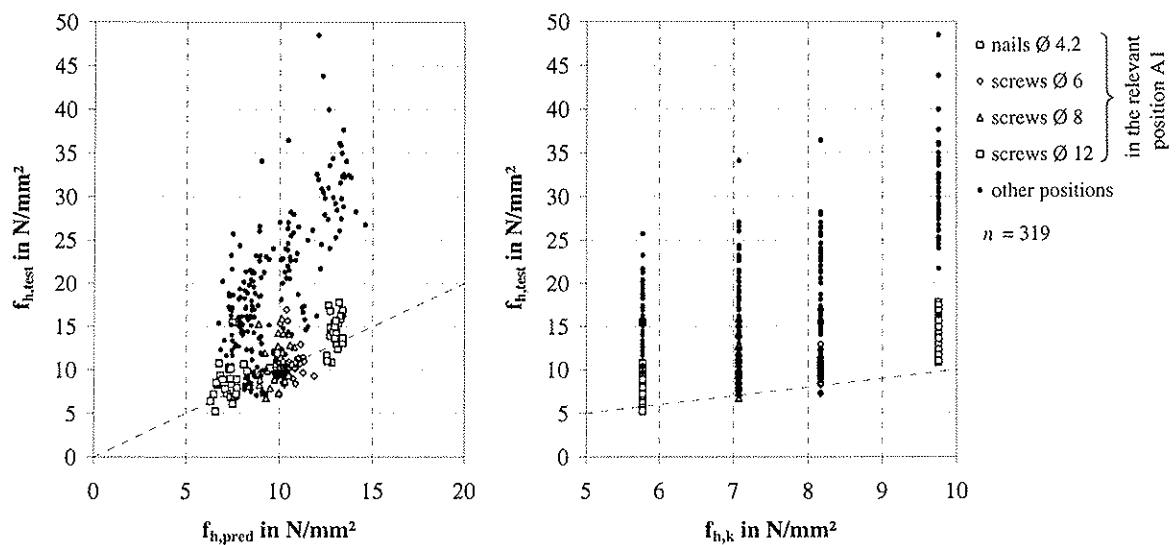 50
45
40
35
30
25
20
15
10
5
0
f_h,test in N/mm²
0 5 10 15 20
f_h,pred in N/mm²
50
45
40
35
30
25
20
15
10
5
0
f_h,test in N/mm²
5 6 7 8 9 10
f_h,k in N/mm²
nails Ø 4.2
screws Ø 6
screws Ø 8
screws Ø 12
other positions
n = 319
in the relevant
position A1